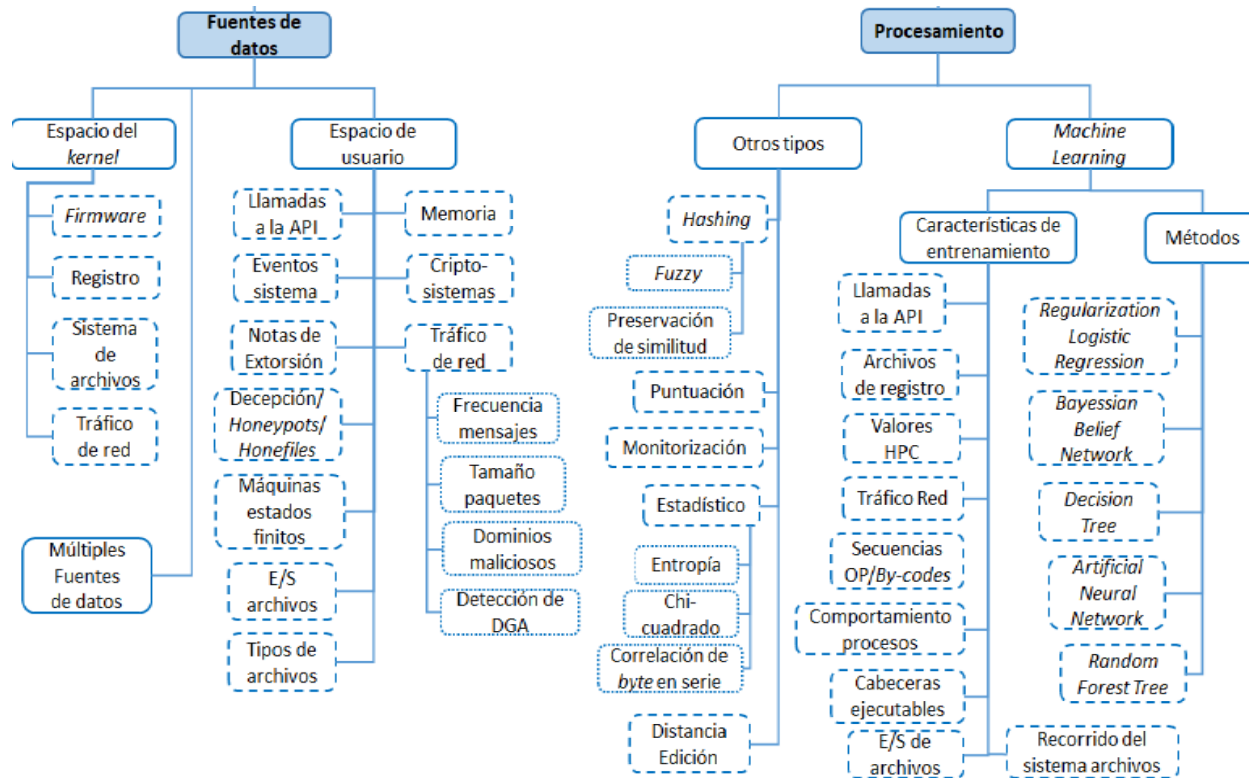 Fuentes de
datos
Espacio del
kernel
Firmware
Registro
Sistema
de
archivos
Tráfico
de red
Múltiples
Fuentes
de datos
Espacio de
usuario
Llamadas
a la API
Memoria
Eventos
sistema
Cripto-
sistemas
Notas de
Extorsión
Tráfico
de red
Decepción/
Honeypots/
Honefiles
Máquinas
estados
finitos
E/S
archivos
Tipos de
archivos
Frecuencia
mensajes
Tamaño
paquetes
Dominios
maliciosos
Detección de
DGA
Procesamiento
Otros tipos
Hashing
Fuzzy
Preservación
de similitud
Puntuación
Monitorización
Estadístico
Entropía
Chi-
cuadrado
Correlación de
byte en serie
Distancia
Edición
Machine
Learning
Característícas de
entrenamiento
Llamadas
a la API
Archivos
de registro
Valores
HPC
Tráfico Red
Secuencias
OP/By-codes
Comportamiento
procesos
Cabeceras
ejecutables
E/S de
archivos
Recorrido del
sistema archivos
Métodos
Regularization
Logistic
Regression
Bayessian
Belief
Network
Decision
Tree
Artificial
Neural
Network
Random
Forest Tree